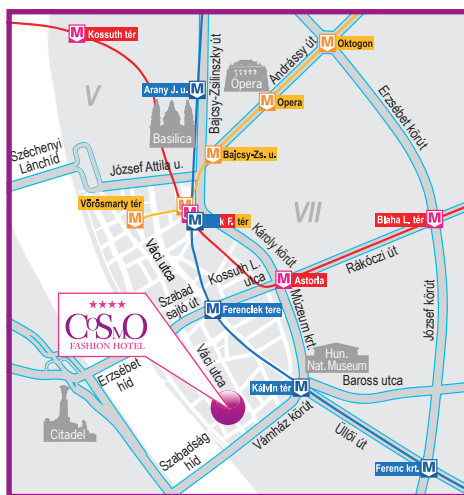 Kossuth tér
V
Arany J. u.
Bajcsy-Zsilinszky út
Opera
Andrássy út
Oktogon
Erzsébet körút
Basilica
Opera
Bajcsy-Zs. u.
Széchenyi
Lánchíd
József Attila u.
Vörösmarty tér
k F. tér
VII
Károly körút
Blaha L. tér
Rákóczi út
Váci utca
Kossuth L.
utca
Astoria
Szabad
sajtó út
Ferenciek tere
Múzeum krt.
József körút
★★★★
COSMO
FASHION HOTEL
Erzsébet
híd
Váci utca
Hun.
Nat. Museum
Kálvin tér
Baross utca
Citadel
Szabadság
híd
Vámház körút
Üllői út
Ferenc krt.